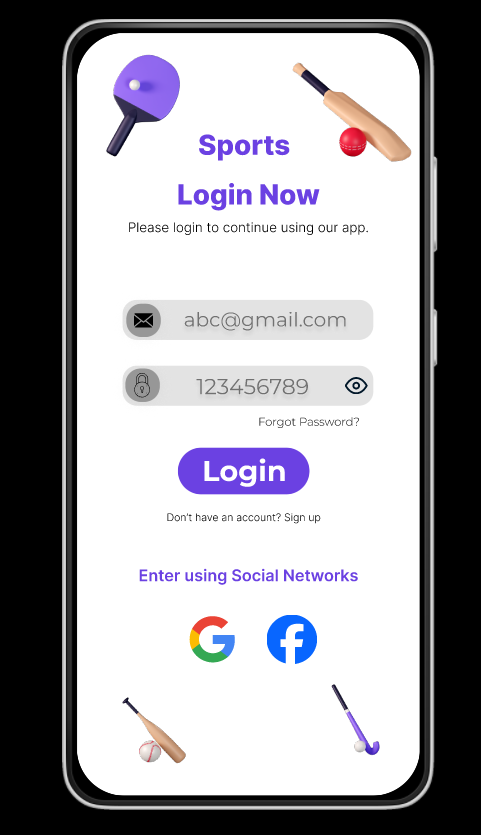 Sports
Login Now
Please login to continue using our app.
abc@gmail.com
123456789
Forgot Password?
Login
Don't have an account? Sign up
Enter using Social Networks